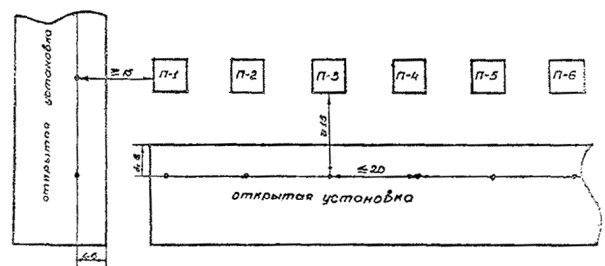 открытая установка
≥ 15
П-1
П-2
П-3
П-4
П-5
П-6
≥ 15
≤ 20
открытая установка